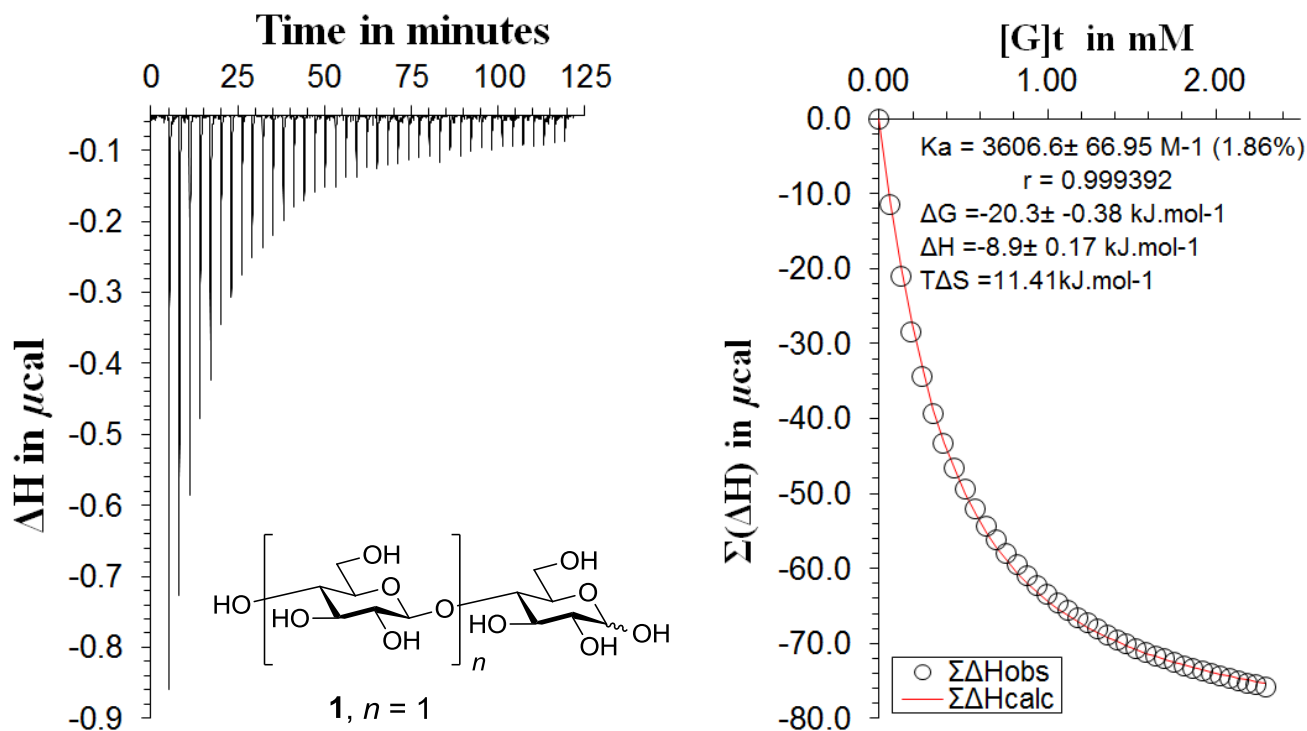 Time in minutes
0 25 50 75 100 125
-0.1
-0.2
-0.3
-0.4
-0.5
-0.6
-0.7
-0.8
-0.9
ΔH in μcal
OH
O
HO
HO
OH
O
n
OH
O
HO
OH
OH
1, n = 1
[G]t in mM
0.00 1.00 2.00
0.0
-10.0
-20.0
-30.0
-40.0
-50.0
-60.0
-70.0
-80.0
Σ(ΔH) in μcal
Ka = 3606.6± 66.95 M-1 (1.86%)
r = 0.999392
ΔG =-20.3± -0.38 kJ.mol-1
ΔH =-8.9± 0.17 kJ.mol-1
TΔS =11.41kJ.mol-1
ΣΔHobs
ΣΔHcalc